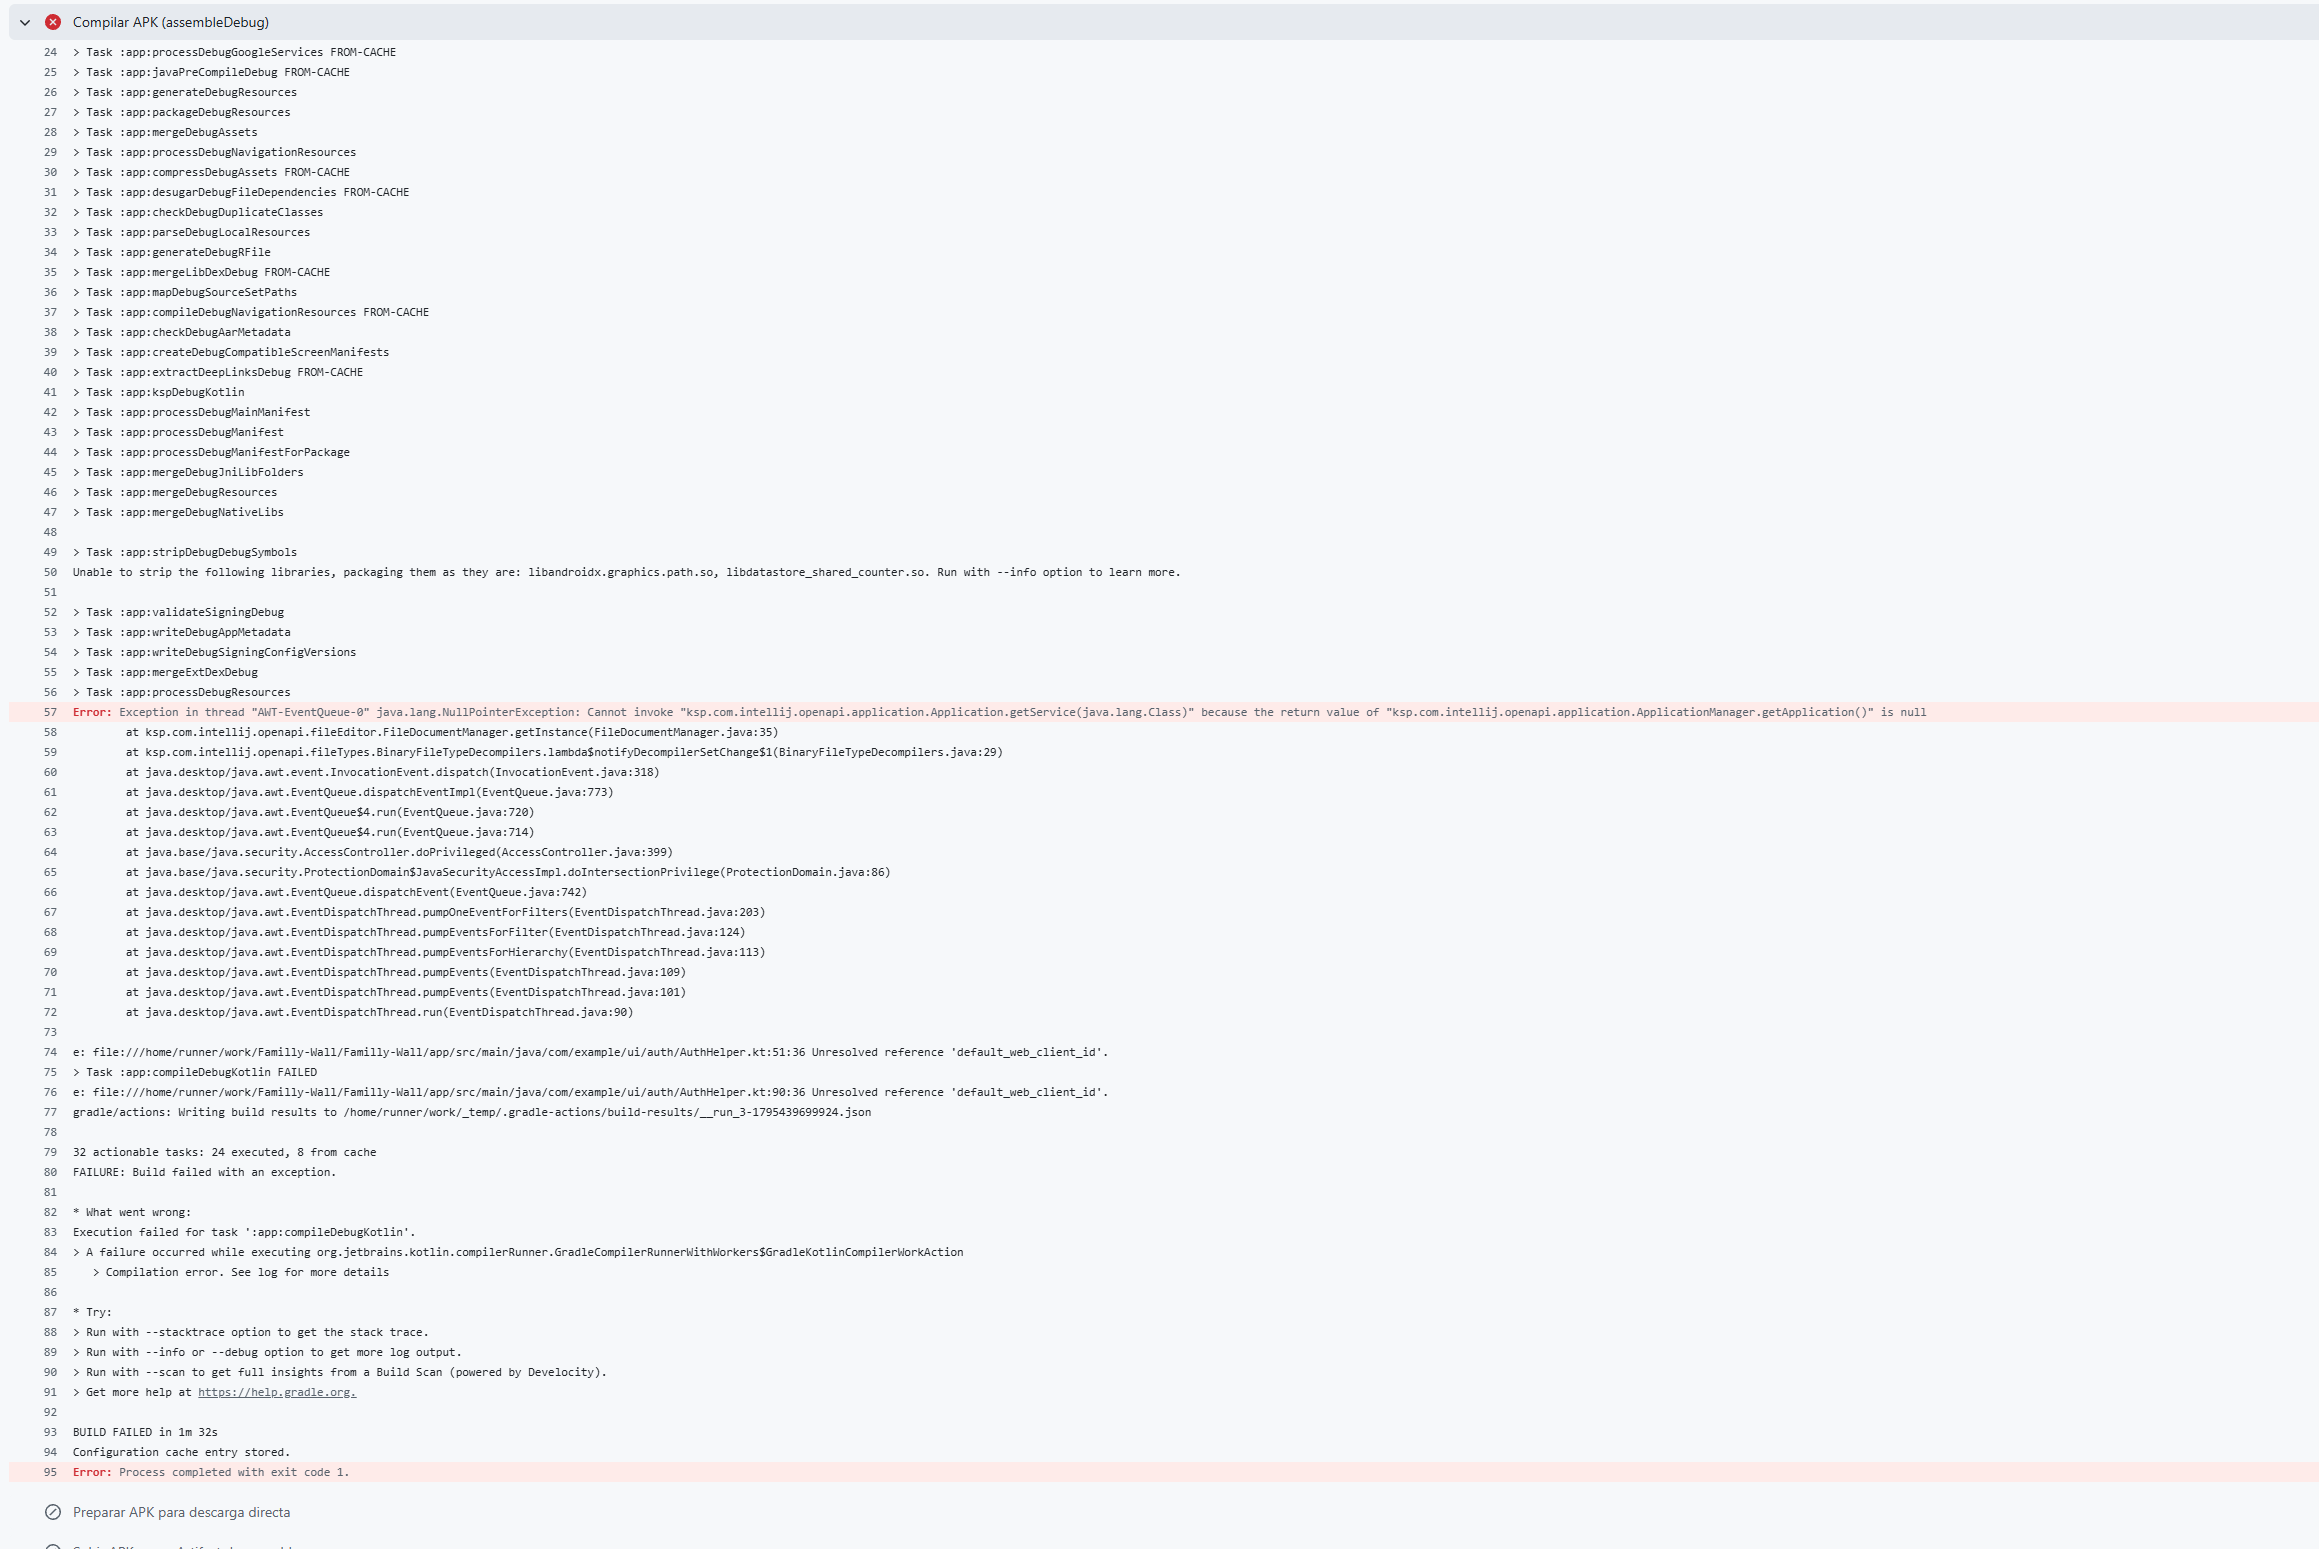 Compilar APK (assembleDebug)
24 > Task :app:processDebugGoogleServices FROM-CACHE
25 > Task :app:javaPreCompileDebug FROM-CACHE
26 > Task :app:generateDebugResources
27 > Task :app:packageDebugResources
28 > Task :app:mergeDebugAssets
29 > Task :app:processDebugNavigationResources
30 > Task :app:compressDebugAssets FROM-CACHE
31 > Task :app:desugarDebugFileDependencies FROM-CACHE
32 > Task :app:checkDebugDuplicateClasses
33 > Task :app:parseDebugLocalResources
34 > Task :app:generateDebugRFile
35 > Task :app:mergeLibDexDebug FROM-CACHE
36 > Task :app:mapDebugSourceSetPaths
37 > Task :app:compileDebugNavigationResources FROM-CACHE
38 > Task :app:checkDebugAarMetadata
39 > Task :app:createDebugCompatibleScreenManifests
40 > Task :app:extractDeepLinksDebug FROM-CACHE
41 > Task :app:kspDebugKotlin
42 > Task :app:processDebugMainManifest
43 > Task :app:processDebugManifest
44 > Task :app:processDebugManifestForPackage
45 > Task :app:mergeDebugJniLibFolders
46 > Task :app:mergeDebugResources
47 > Task :app:mergeDebugNativeLibs
48
49 > Task :app:stripDebugDebugSymbols
50 Unable to strip the following libraries, packaging them as they are: libandroidx.graphics.path.so, libdatastore_shared_counter.so. Run with --info option to learn more.
51
52 > Task :app:validateSigningDebug
53 > Task :app:writeDebugAppMetadata
54 > Task :app:writeDebugSigningConfigVersions
55 > Task :app:mergeExtDexDebug
56 > Task :app:processDebugResources
57 Error: Exception in thread "AWT-EventQueue-0" java.lang.NullPointerException: Cannot invoke "ksp.com.intellij.openapi.application.Application.getService(java.lang.Class)" because the return value of "ksp.com.intellij.openapi.application.ApplicationManager.getApplication()" is null
58 at ksp.com.intellij.openapi.fileEditor.FileDocumentManager.getInstance(FileDocumentManager.java:35)
59 at ksp.com.intellij.openapi.fileTypes.BinaryFileTypeDecompilers.lambda$notifyDecompilerSetChange$1(BinaryFileTypeDecompilers.java:29)
60 at java.desktop/java.awt.event.InvocationEvent.dispatch(InvocationEvent.java:318)
61 at java.desktop/java.awt.EventQueue.dispatchEventImpl(EventQueue.java:773)
62 at java.desktop/java.awt.EventQueue$4.run(EventQueue.java:720)
63 at java.desktop/java.awt.EventQueue$4.run(EventQueue.java:714)
64 at java.base/java.security.AccessController.doPrivileged(AccessController.java:399)
65 at java.base/java.security.ProtectionDomain$JavaSecurityAccessImpl.doIntersectionPrivilege(ProtectionDomain.java:86)
66 at java.desktop/java.awt.EventQueue.dispatchEvent(EventQueue.java:742)
67 at java.desktop/java.awt.EventDispatchThread.pumpOneEventForFilters(EventDispatchThread.java:203)
68 at java.desktop/java.awt.EventDispatchThread.pumpEventsForFilter(EventDispatchThread.java:124)
69 at java.desktop/java.awt.EventDispatchThread.pumpEventsForHierarchy(EventDispatchThread.java:113)
70 at java.desktop/java.awt.EventDispatchThread.pumpEvents(EventDispatchThread.java:109)
71 at java.desktop/java.awt.EventDispatchThread.pumpEvents(EventDispatchThread.java:101)
72 at java.desktop/java.awt.EventDispatchThread.run(EventDispatchThread.java:90)
73
74 e: file:///home/runner/work/Familly-Wall/Familly-Wall/app/src/main/java/com/example/ui/auth/AuthHelper.kt:51:36 Unresolved reference 'default_web_client_id'.
75 > Task :app:compileDebugKotlin FAILED
76 e: file:///home/runner/work/Familly-Wall/Familly-Wall/app/src/main/java/com/example/ui/auth/AuthHelper.kt:90:36 Unresolved reference 'default_web_client_id'.
77 gradle/actions: Writing build results to /home/runner/work/_temp/.gradle-actions/build-results/__run_3-1795439699924.json
78
79 32 actionable tasks: 24 executed, 8 from cache
80 FAILURE: Build failed with an exception.
81
82 * What went wrong:
83 Execution failed for task ':app:compileDebugKotlin'.
84 > A failure occurred while executing org.jetbrains.kotlin.compilerRunner.GradleCompilerRunnerWithWorkers$GradleKotlinCompilerWorkAction
85 > Compilation error. See log for more details
86
87 * Try:
88 > Run with --stacktrace option to get the stack trace.
89 > Run with --info or --debug option to get more log output.
90 > Run with --scan to get full insights from a Build Scan (powered by Develocity).
91 > Get more help at https://help.gradle.org.
92
93 BUILD FAILED in 1m 32s
94 Configuration cache entry stored.
95 Error: Process completed with exit code 1.
Preparar APK para descarga directa